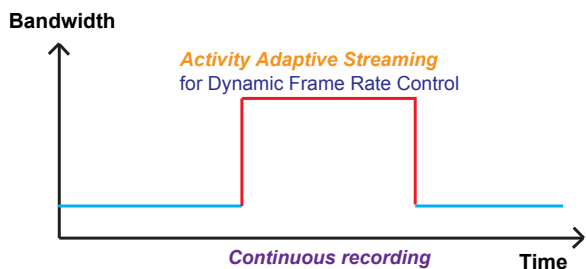 Bandwidth
Activity Adaptive Streaming
for Dynamic Frame Rate Control
Continuous recording
Time